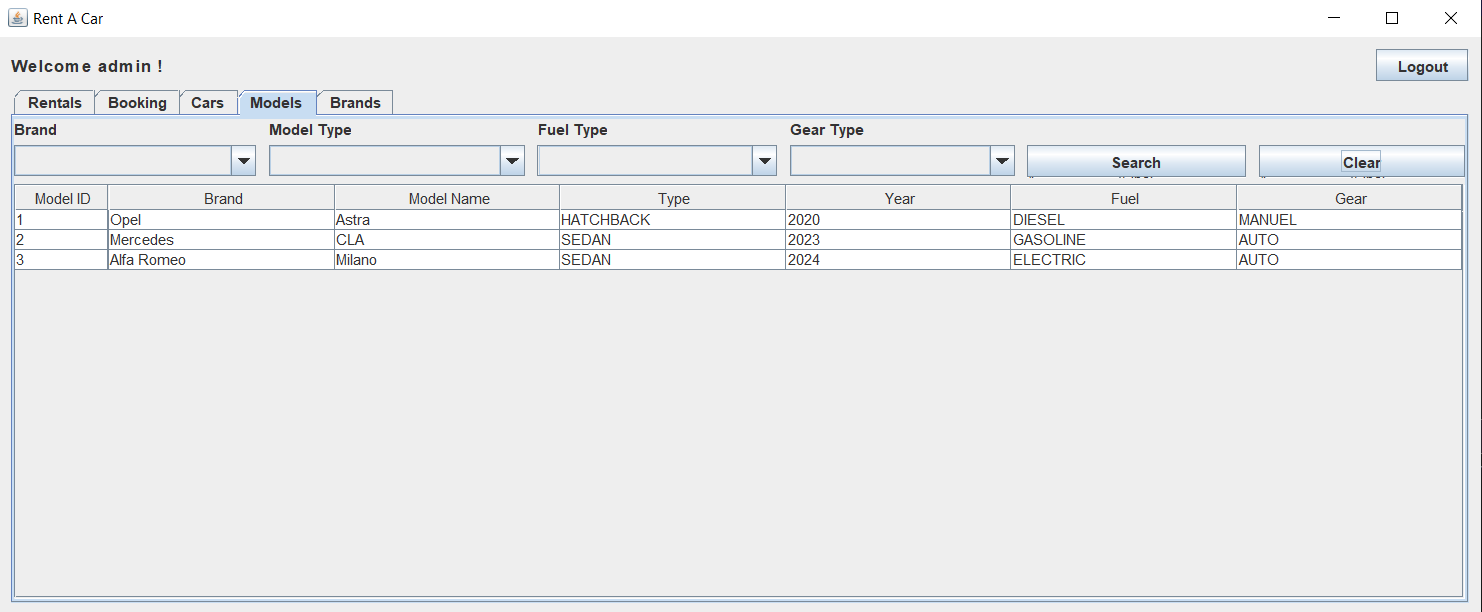 Rent A Car
Welcome admin !
Logout
Rentals Booking Cars Models Brands
Brand Model Type Fuel Type Gear Type
Search Clear
Model ID Brand Model Name Type Year Fuel Gear
1 Opel Astra HATCHBACK 2020 DIESEL MANUEL
2 Mercedes CLA SEDAN 2023 GASOLINE AUTO
3 Alfa Romeo Milano SEDAN 2024 ELECTRIC AUTO